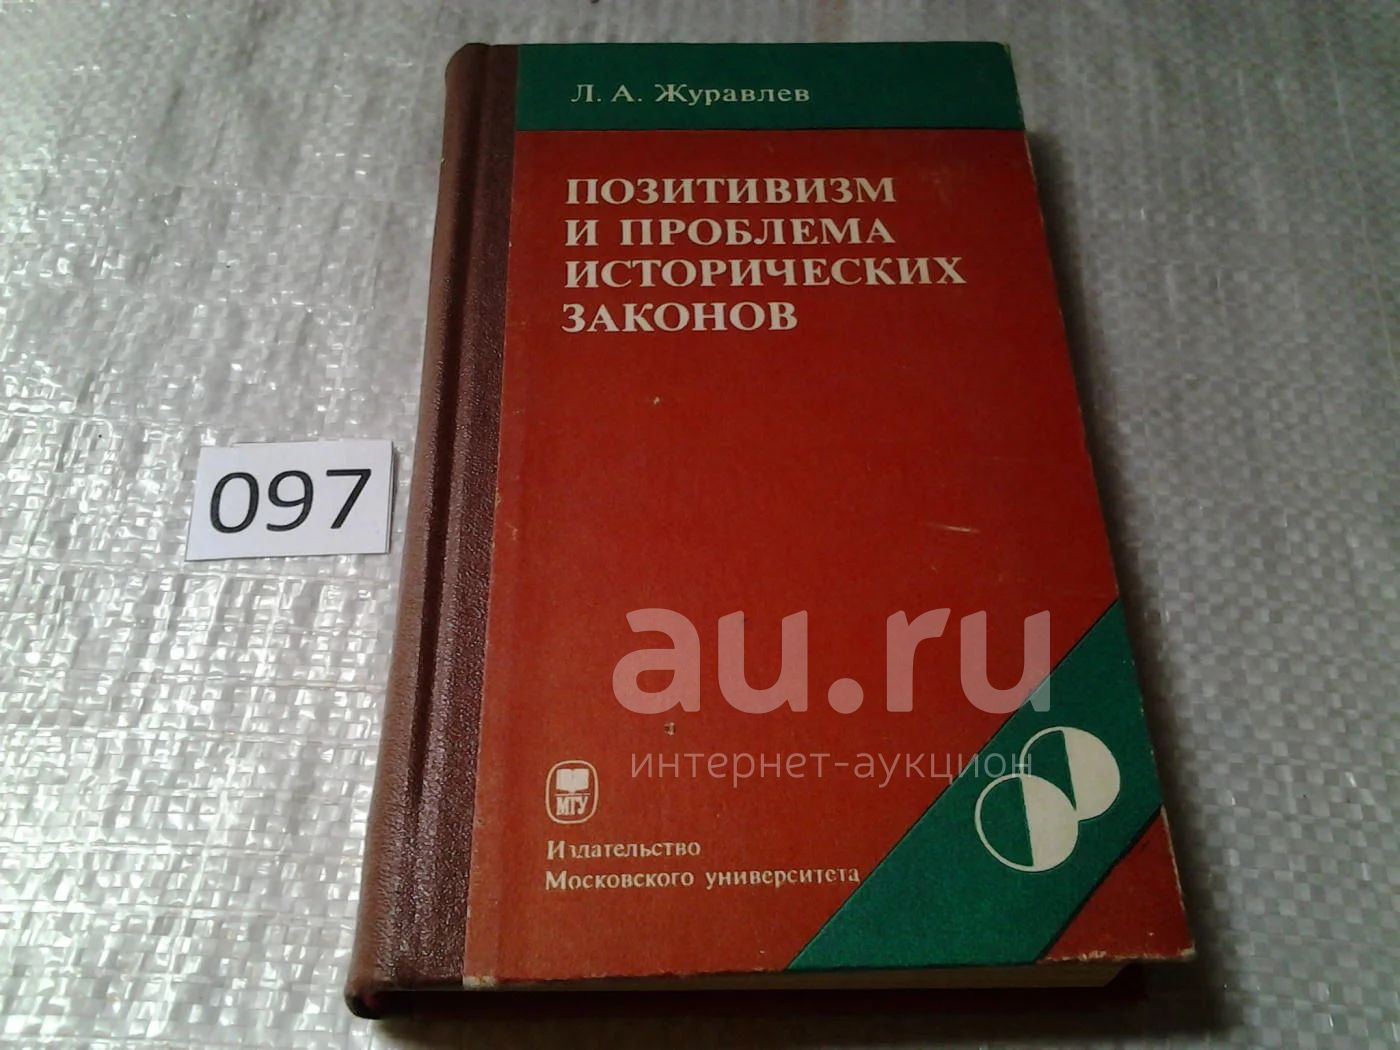 Л. А. Журавлев
ПОЗИТИВИЗМ
И ПРОБЛЕМА
ИСТОРИЧЕСКИХ
ЗАКОНОВ
097
au.ru
интернет-аукцион
МГУ
Издательство
Московского университета